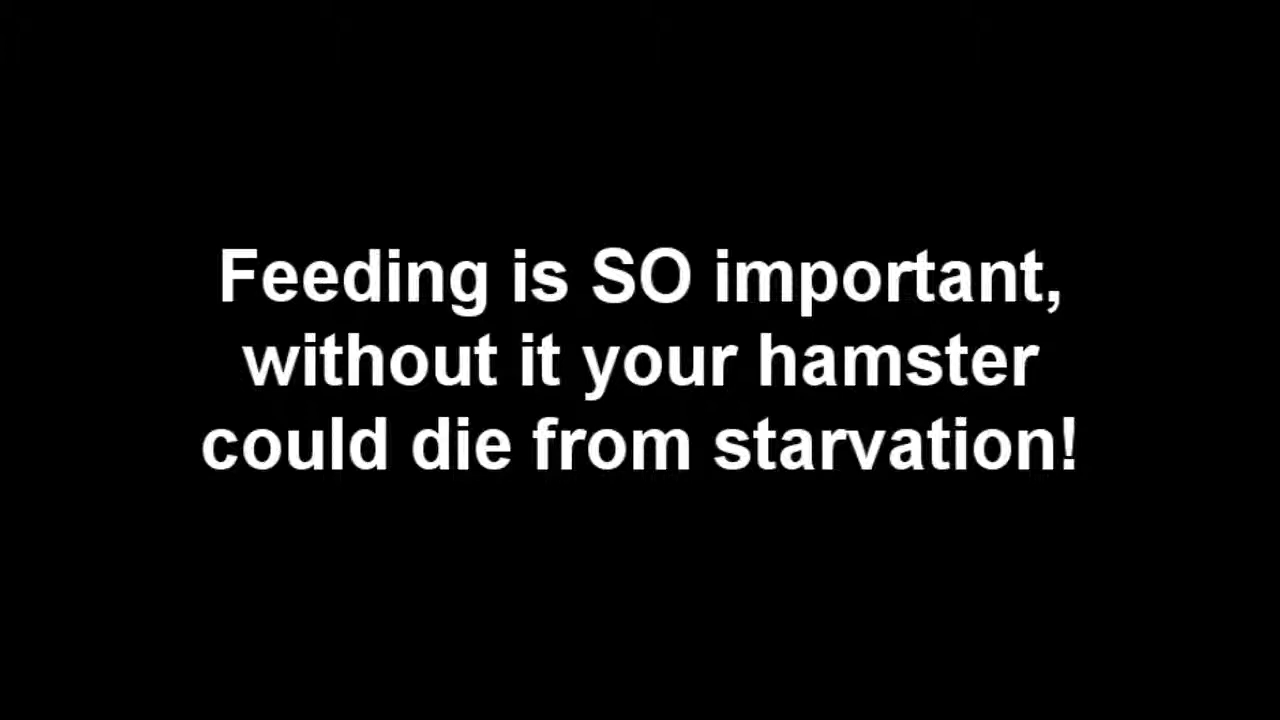 Feeding is SO important,
without it your hamster
could die from starvation!